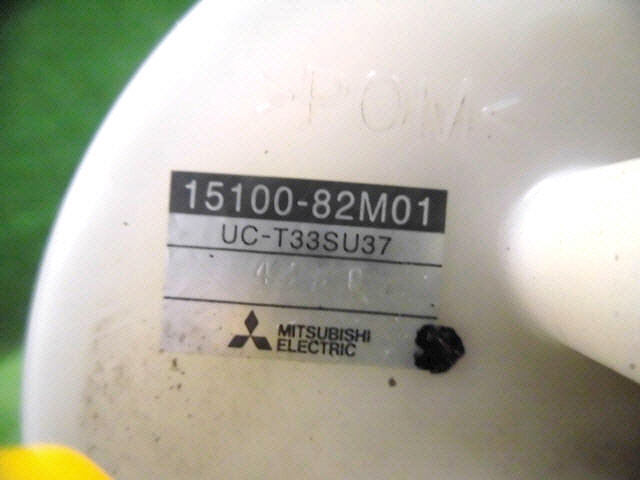 >POM<
15100-82M01
UC-T33SU37
MITSUBISHI
ELECTRIC